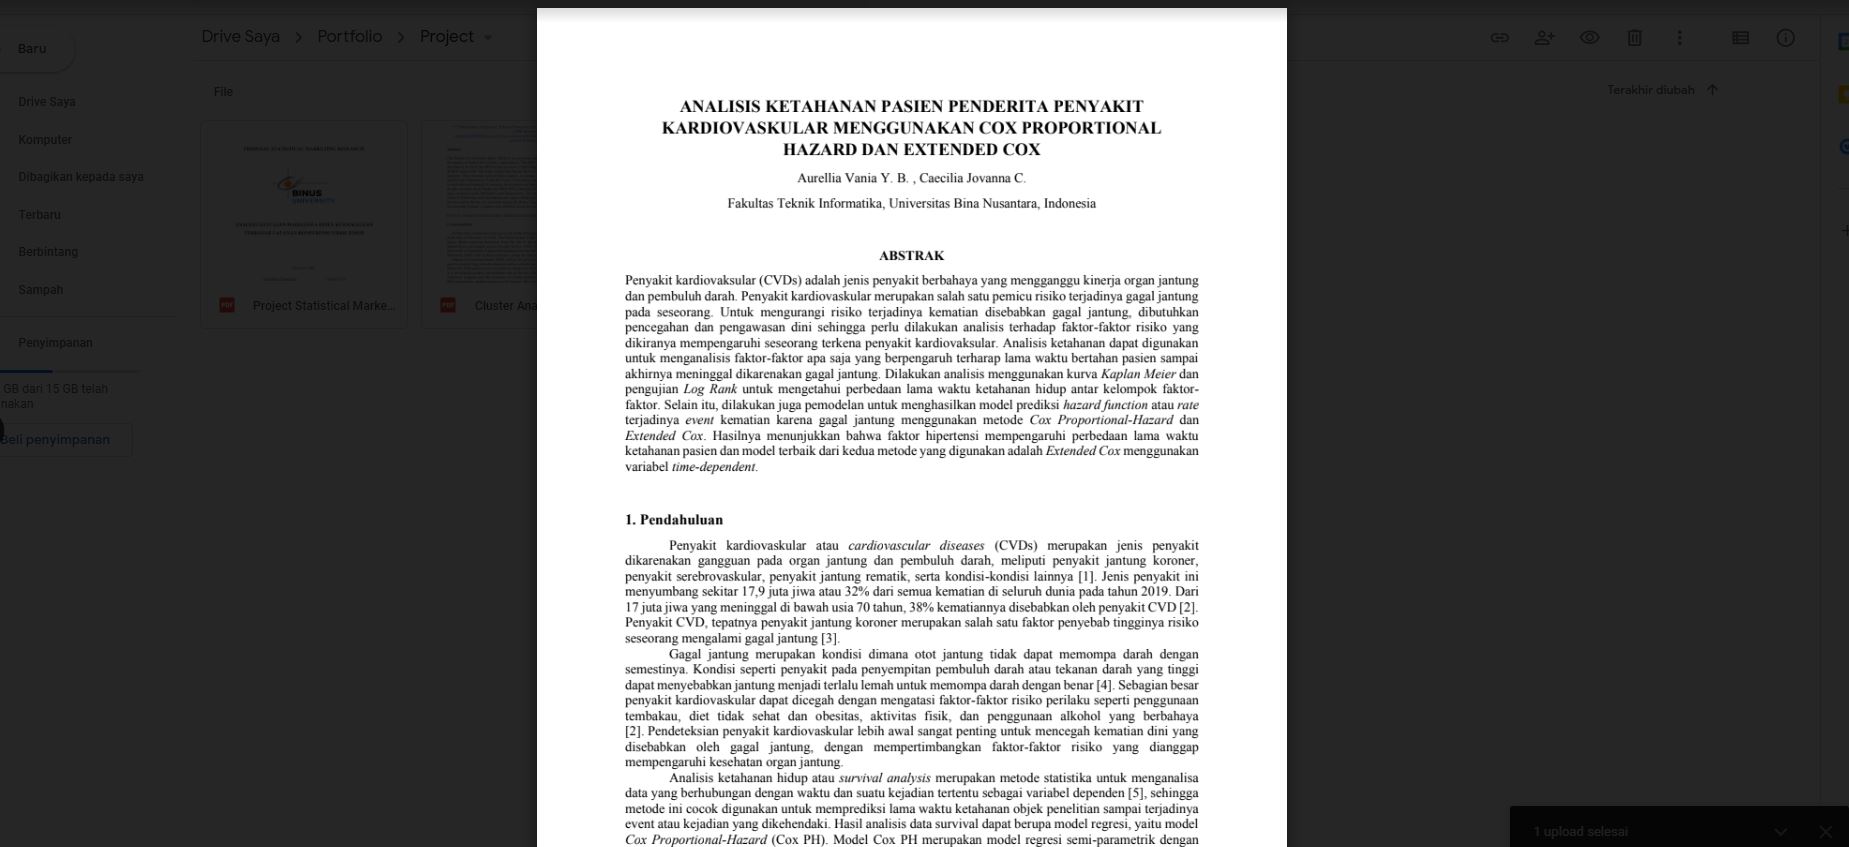 Baru
Drive Saya
Portfolio
Project
Drive Saya
Komputer
Dibagikan kepada saya
Terbaru
Berbintang
Sampah
Penyimpanan
GB dari 15 GB telah
nakan
Beli penyimpanan
File
Terakhir diubah
BINUS
UNIVERSITY
PDF
Project Statistical Marke...
PDF
Cluster Ana
ANALISIS KETAHANAN PASIEN PENDERITA PENYAKIT
KARDIOVASKULAR MENGGUNAKAN COX PROPORTIONAL
HAZARD DAN EXTENDED COX
Aurellia Vania Y. B. , Caecilia Jovanna C.
Fakultas Teknik Informatika, Universitas Bina Nusantara, Indonesia
ABSTRAK
Penyakit kardiovaksular (CVDs) adalah jenis penyakit berbahaya yang mengganggu kinerja organ jantung
dan pembuluh darah. Penyakit kardiovaskular merupakan salah satu pemicu risiko terjadinya gagal jantung
pada seseorang. Untuk mengurangi risiko terjadinya kematian disebabkan gagal jantung, dibutuhkan
pencegahan dan pengawasan dini sehingga perlu dilakukan analisis terhadap faktor-faktor risiko yang
dikiranya mempengaruhi seseorang terkena penyakit kardiovaksular. Analisis ketahanan dapat digunakan
untuk menganalisis faktor-faktor apa saja yang berpengaruh terharap lama waktu bertahan pasien sampai
akhirnya meninggal dikarenakan gagal jantung. Dilakukan analisis menggunakan kurva Kaplan Meier dan
pengujian Log Rank untuk mengetahui perbedaan lama waktu ketahanan hidup antar kelompok faktor-
faktor. Selain itu, dilakukan juga pemodelan untuk menghasilkan model prediksi hazard function atau rate
terjadinya event kematian karena gagal jantung menggunakan metode Cox Proportional-Hazard dan
Extended Cox. Hasilnya menunjukkan bahwa faktor hipertensi mempengaruhi perbedaan lama waktu
ketahanan pasien dan model terbaik dari kedua metode yang digunakan adalah Extended Cox menggunakan
variabel time-dependent.
1. Pendahuluan
Penyakit kardiovaskular atau cardiovascular diseases (CVDs) merupakan jenis penyakit
dikarenakan gangguan pada organ jantung dan pembuluh darah, meliputi penyakit jantung koroner,
penyakit serebrovaskular, penyakit jantung rematik, serta kondisi-kondisi lainnya [1]. Jenis penyakit ini
menyumbang sekitar 17,9 juta jiwa atau 32% dari semua kematian di seluruh dunia pada tahun 2019. Dari
17 juta jiwa yang meninggal di bawah usia 70 tahun, 38% kematiannya disebabkan oleh penyakit CVD [2].
Penyakit CVD, tepatnya penyakit jantung koroner merupakan salah satu faktor penyebab tingginya risiko
seseorang mengalami gagal jantung [3].
Gagal jantung merupakan kondisi dimana otot jantung tidak dapat memompa darah dengan
semestinya. Kondisi seperti penyakit pada penyempitan pembuluh darah atau tekanan darah yang tinggi
dapat menyebabkan jantung menjadi terlalu lemah untuk memompa darah dengan benar [4]. Sebagian besar
penyakit kardiovaskular dapat dicegah dengan mengatasi faktor-faktor risiko perilaku seperti penggunaan
tembakau, diet tidak sehat dan obesitas, aktivitas fisik, dan penggunaan alkohol yang berbahaya
[2]. Pendeteksian penyakit kardiovaskular lebih awal sangat penting untuk mencegah kematian dini yang
disebabkan oleh gagal jantung, dengan mempertimbangkan faktor-faktor risiko yang dianggap
mempengaruhi kesehatan organ jantung.
Analisis ketahanan hidup atau survival analysis merupakan metode statistika untuk menganalisa
data yang berhubungan dengan waktu dan suatu kejadian tertentu sebagai variabel dependen [5], sehingga
metode ini cocok digunakan untuk memprediksi lama waktu ketahanan objek penelitian sampai terjadinya
event atau kejadian yang dikehendaki. Hasil analisis data survival dapat berupa model regresi, yaitu model
Cox Proportional-Hazard (Cox PH). Model Cox PH merupakan model regresi semi-parametrik dengan
1 upload selesai